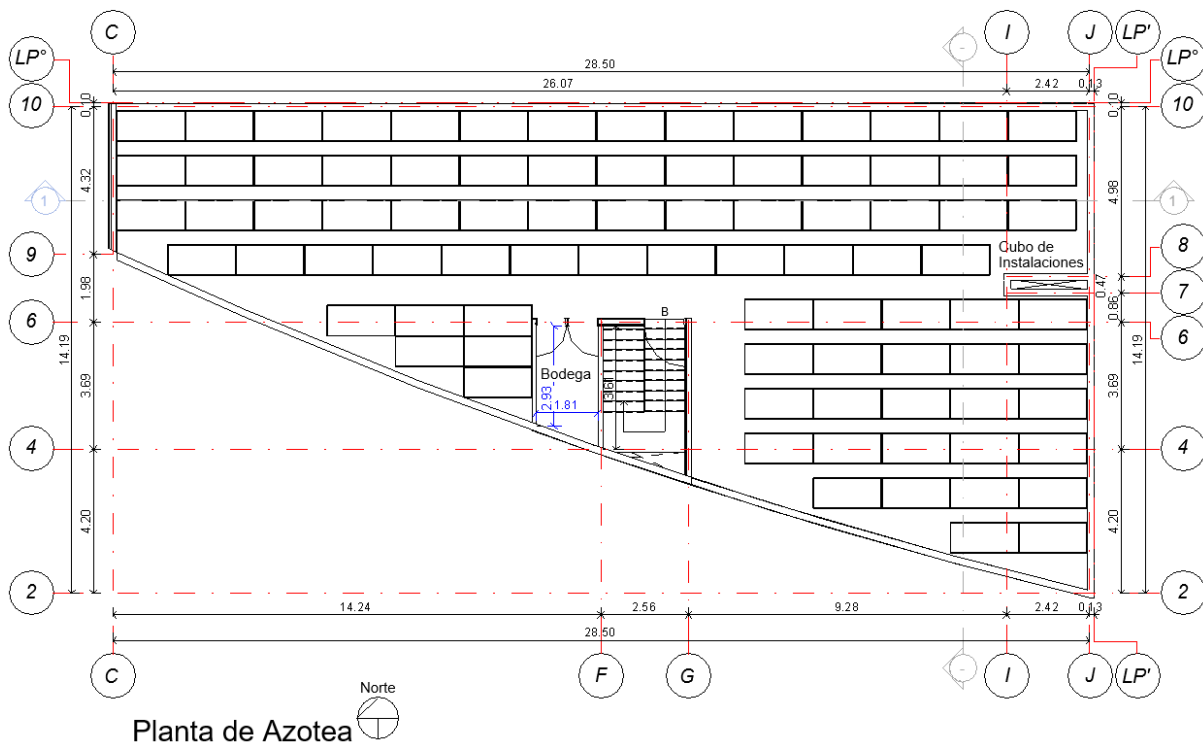 C I J LP'
LP° LP°
28.50
26.07 2.42 0.13
10 10
0.10 0.10
4.32 4.98
1 1
9 8
Cubo de
Instalaciones
0.47
7
1.98 0.86
6 6
B
14.19 14.19
Bodega
2.93
1.81
3.69 3.69
4 4
4.20 4.20
2 2
14.24 2.56 9.28 2.42 0.13
28.50
C F G I J LP'
Norte
Planta de Azotea